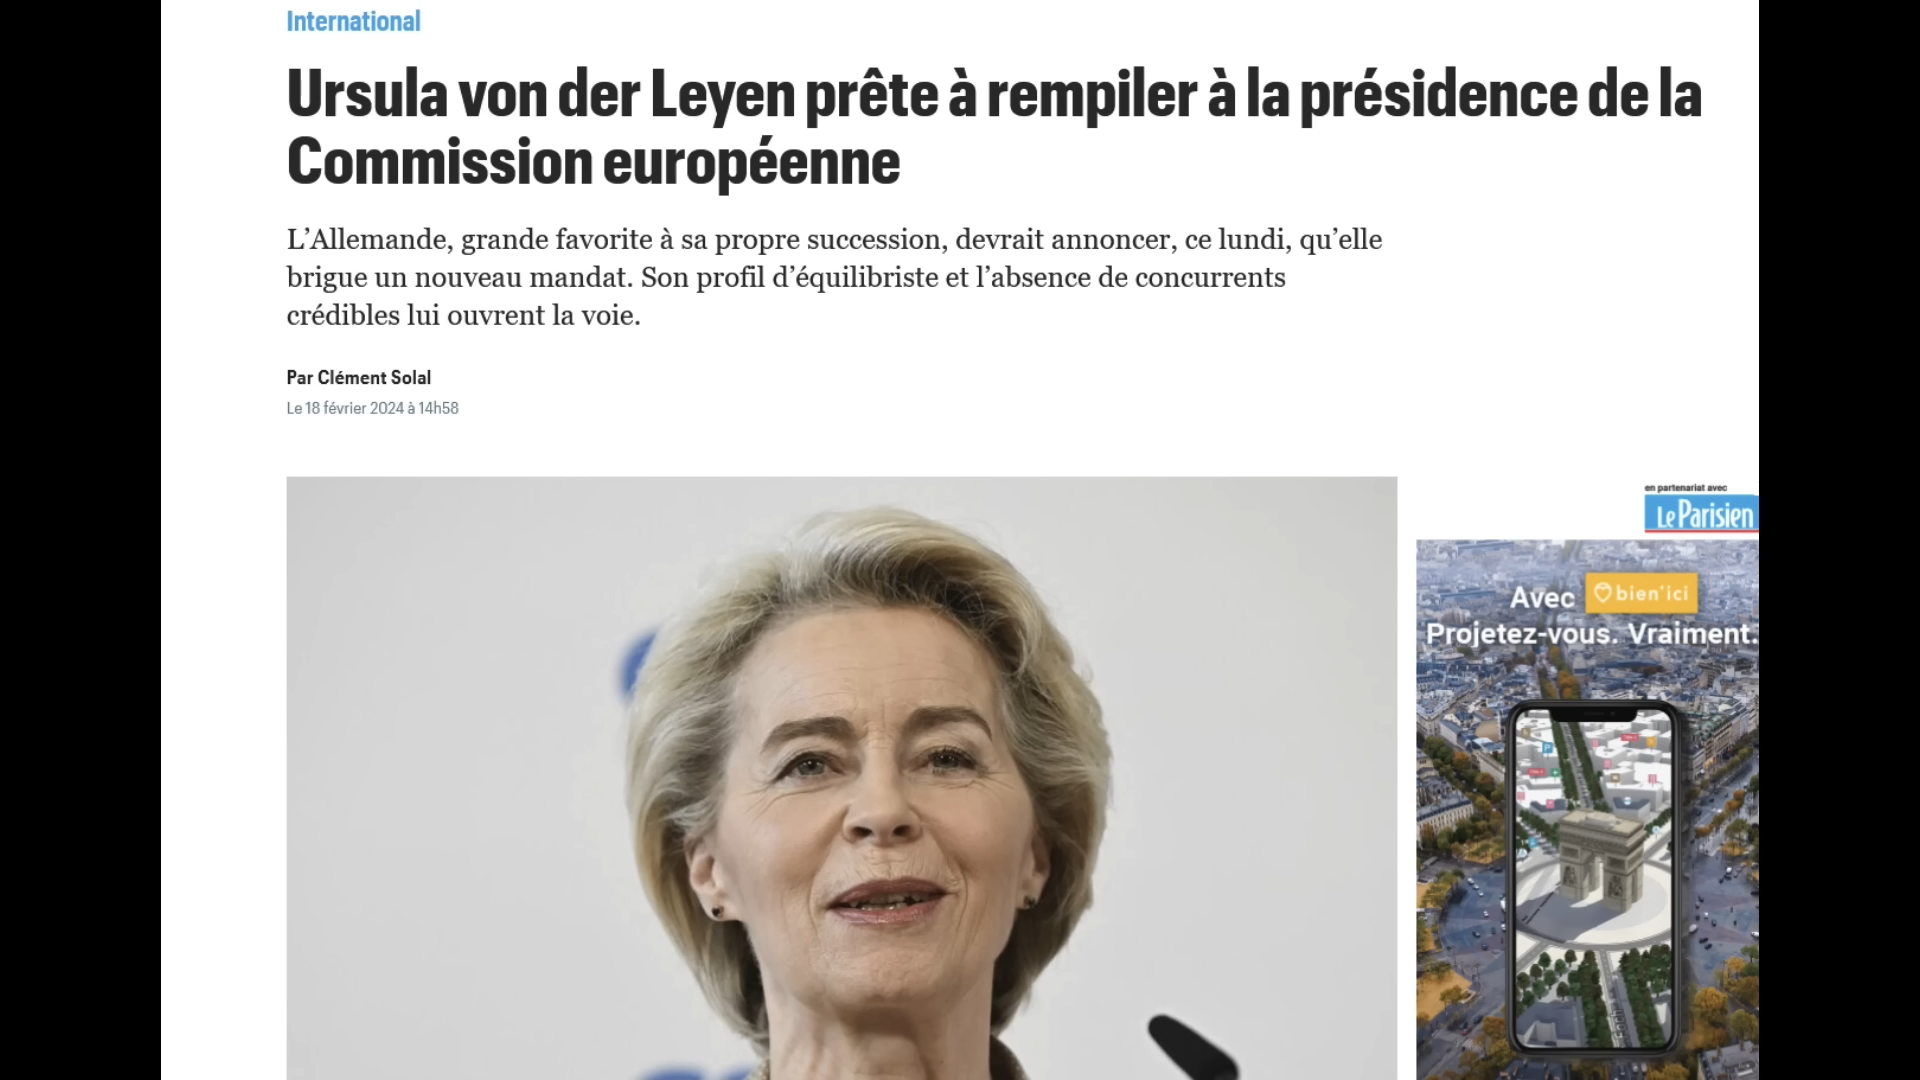 International
Ursula von der Leyen prête à rempiler à la présidence de la
Commission européenne
L’Allemande, grande favorite à sa propre succession, devrait annoncer, ce lundi, qu’elle
brigue un nouveau mandat. Son profil d’équilibriste et l’absence de concurrents
crédibles lui ouvrent la voie.
Par Clément Solal
Le 18 février 2024 à 14h58
en partenariat avec
Le Parisien
Avec bien'ici
Projetez-vous. Vraiment.